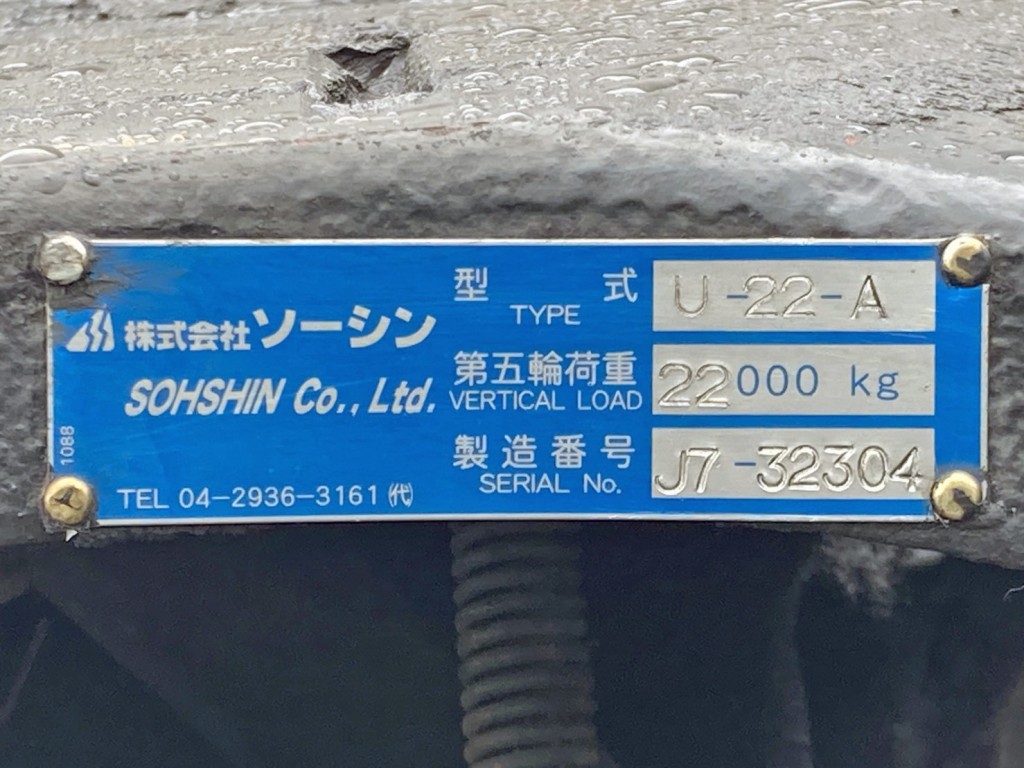 株式会社ソーシン
SOHSHIN Co., Ltd.
1088
TEL 04-2936-3161 ㈹
型式 U-22-A
TYPE
第五輪荷重 22000 kg
VERTICAL LOAD
製造番号 J7-32304
SERIAL No.